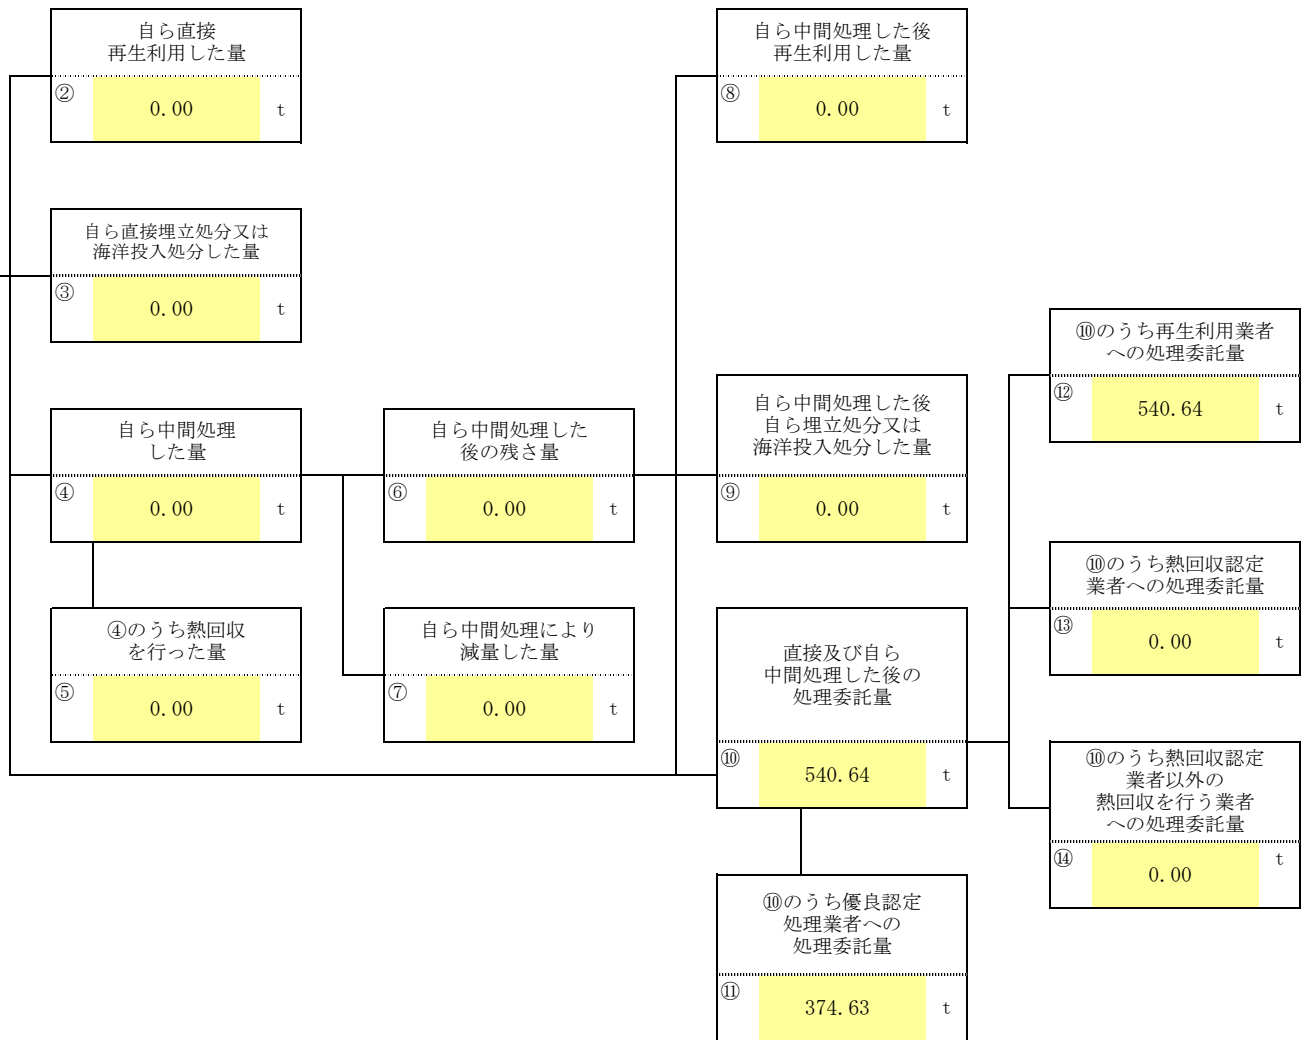 自ら直接
再生利用した量
②
0.00
t
自ら中間処理した後
再生利用した量
⑧
0.00
t
自ら直接埋立処分又は
海洋投入処分した量
③
0.00
t
⑩のうち再生利用業者
への処理委託量
⑫
540.64
t
自ら中間処理
した量
④
0.00
t
自ら中間処理した
後の残さ量
⑥
0.00
t
自ら中間処理した後
自ら埋立処分又は
海洋投入処分した量
⑨
0.00
t
⑩のうち熱回収認定
業者への処理委託量
⑬
0.00
t
④のうち熱回収
を行った量
⑤
0.00
t
自ら中間処理により
減量した量
⑦
0.00
t
直接及び自ら
中間処理した後の
処理委託量
⑩
540.64
t
⑩のうち熱回収認定
業者以外の
熱回収を行う業者
への処理委託量
⑭
0.00
t
⑩のうち優良認定
処理業者への
処理委託量
⑪
374.63
t